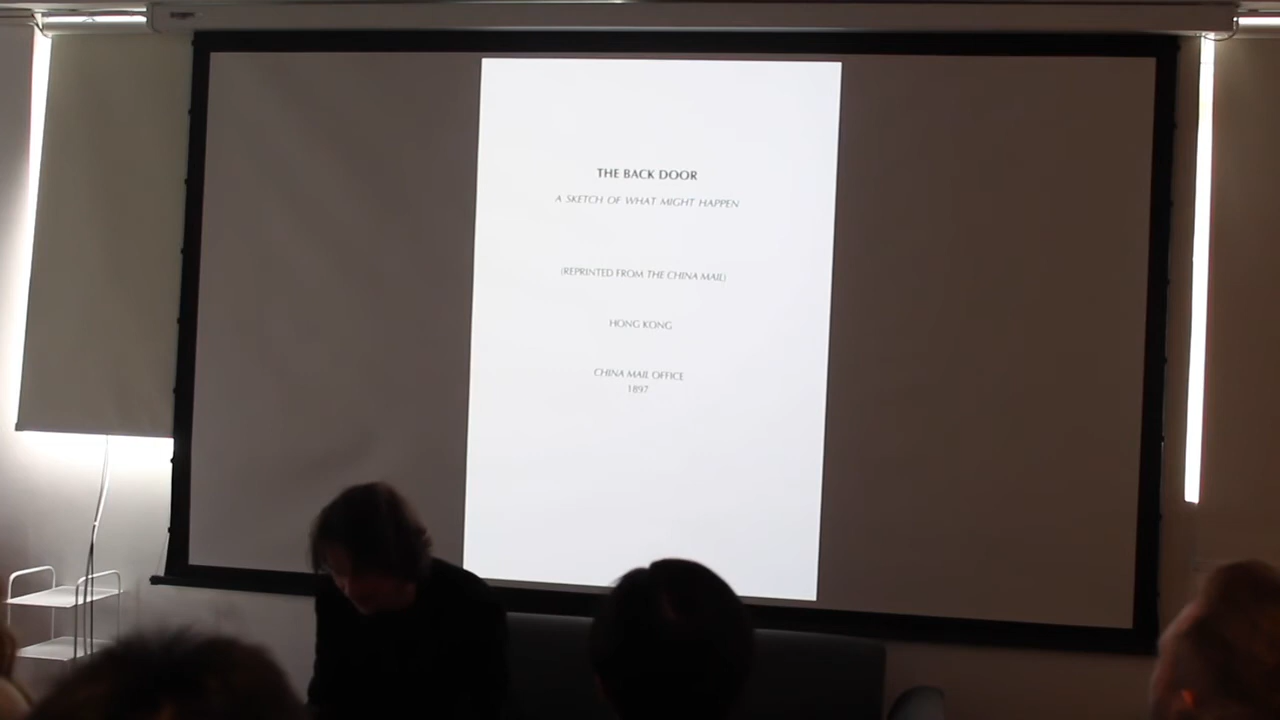 THE BACK DOOR
A SKETCH OF WHAT MIGHT HAPPEN
(REPRINTED FROM THE CHINA MAIL)
HONG KONG
CHINA MAIL OFFICE
1897